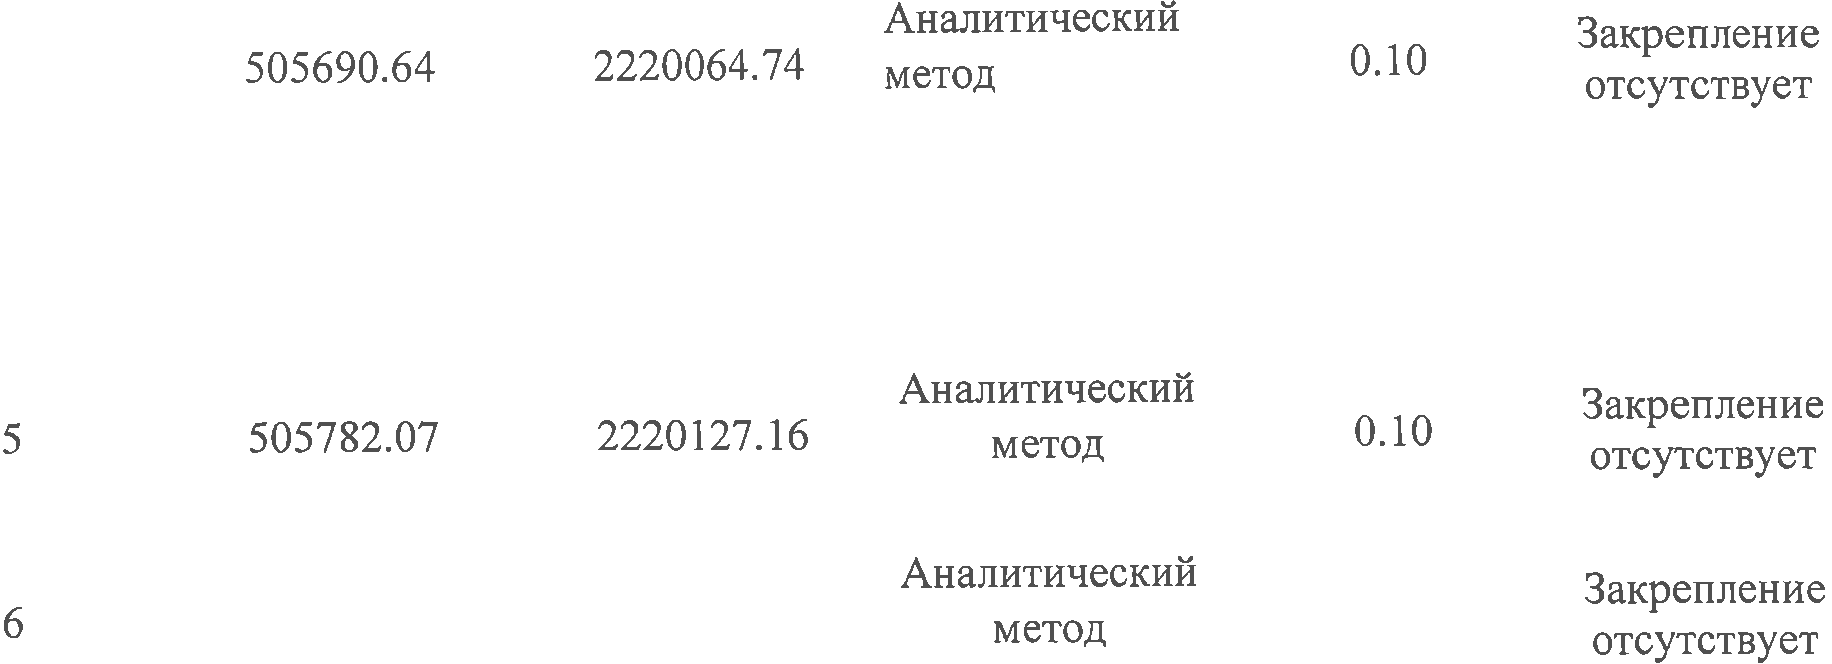 505690.64 2220064.74 Аналитический метод 0.10 Закрепление отсутствует
5 505782.07 2220127.16 Аналитический метод 0.10 Закрепление отсутствует
6 Аналитический метод Закрепление отсутствует